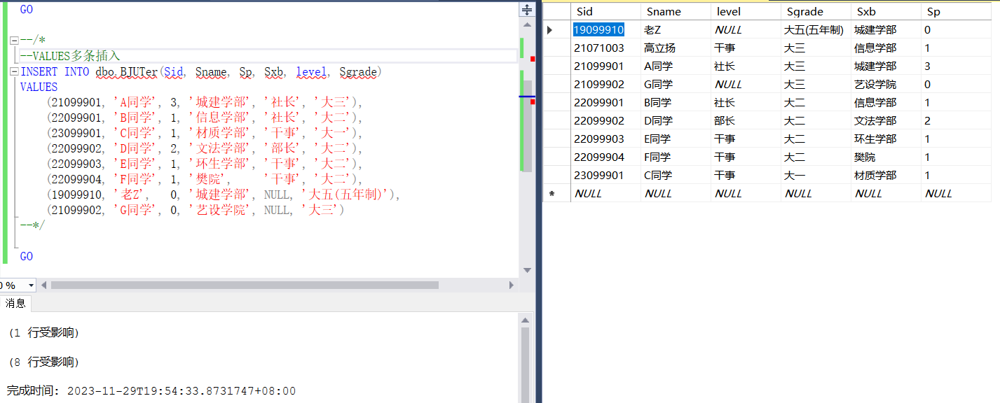 GO
--/*
--VALUES多条插入
INSERT INTO dbo.BJUTer(Sid, Sname, Sp, Sxb, level, Sgrade)
VALUES
(21099901, 'A同学', 3, '城建学部', '社长', '大三'),
(22099901, 'B同学', 1, '信息学部', '社长', '大二'),
(23099901, 'C同学', 1, '材质学部', '干事', '大一'),
(22099902, 'D同学', 2, '文法学部', '部长', '大二'),
(22099903, 'E同学', 1, '环生学部', '干事', '大二'),
(22099904, 'F同学', 1, '樊院', '干事', '大二'),
(19099910, '老Z', 0, '城建学部', NULL, '大五(五年制)'),
(21099902, 'G同学', 0, '艺设学院', NULL, '大三')
--*/
GO
0 %
消息
(1 行受影响)
(8 行受影响)
完成时间: 2023-11-29T19:54:33.8731747+08:00
Sid Sname level Sgrade Sxb Sp
19099910 老Z NULL 大五(五年制) 城建学部 0
21071003 高立扬 干事 大三 信息学部 1
21099901 A同学 社长 大三 城建学部 3
21099902 G同学 NULL 大三 艺设学院 0
22099901 B同学 社长 大二 信息学部 1
22099902 D同学 部长 大二 文法学部 2
22099903 E同学 干事 大二 环生学部 1
22099904 F同学 干事 大二 樊院 1
23099901 C同学 干事 大一 材质学部 1
* NULL NULL NULL NULL NULL NULL